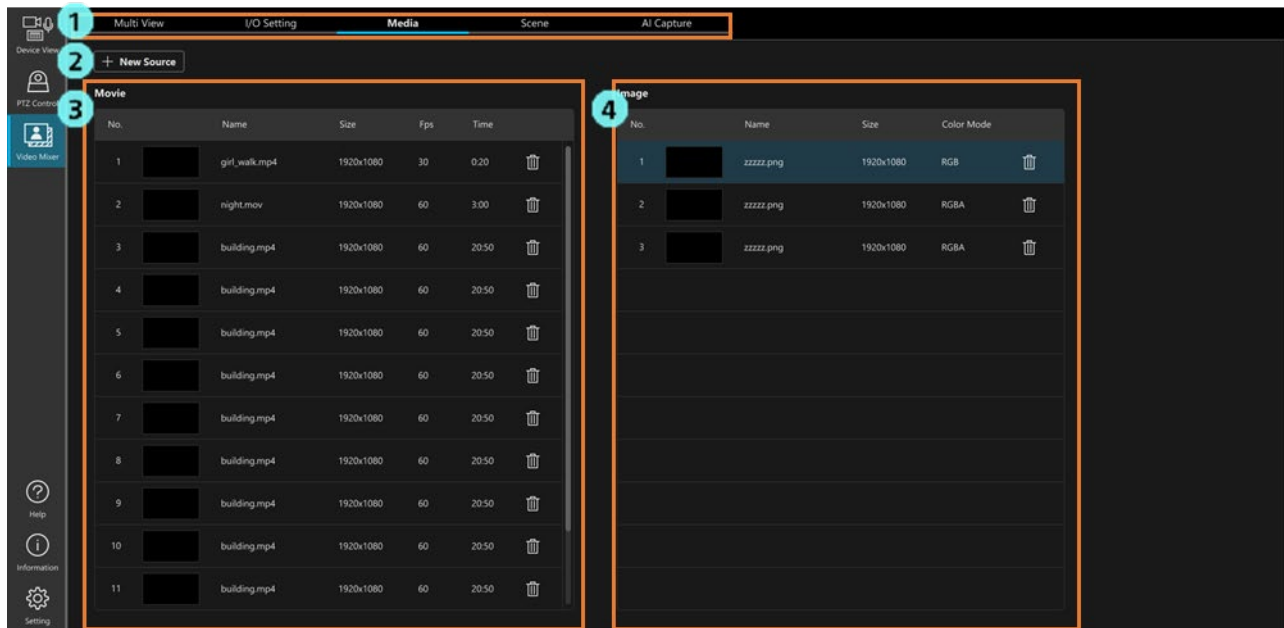 1 Multi View I/O Setting Media Scene AI Capture
Device View
2 + New Source
PTZ Control
Video Mixer
3 Movie
No. Name Size Fps Time
1 girl_walk.mp4 1920x1080 30 0:20
2 night.mov 1920x1080 60 3:00
3 building.mp4 1920x1080 60 20:50
4 building.mp4 1920x1080 60 20:50
5 building.mp4 1920x1080 60 20:50
6 building.mp4 1920x1080 60 20:50
7 building.mp4 1920x1080 60 20:50
8 building.mp4 1920x1080 60 20:50
9 building.mp4 1920x1080 60 20:50
10 building.mp4 1920x1080 60 20:50
11 building.mp4 1920x1080 60 20:50
4 Image
No. Name Size Color Mode
1 zzzzz.png 1920x1080 RGB
2 zzzzz.png 1920x1080 RGBA
3 zzzzz.png 1920x1080 RGBA
Help
Information
Setting